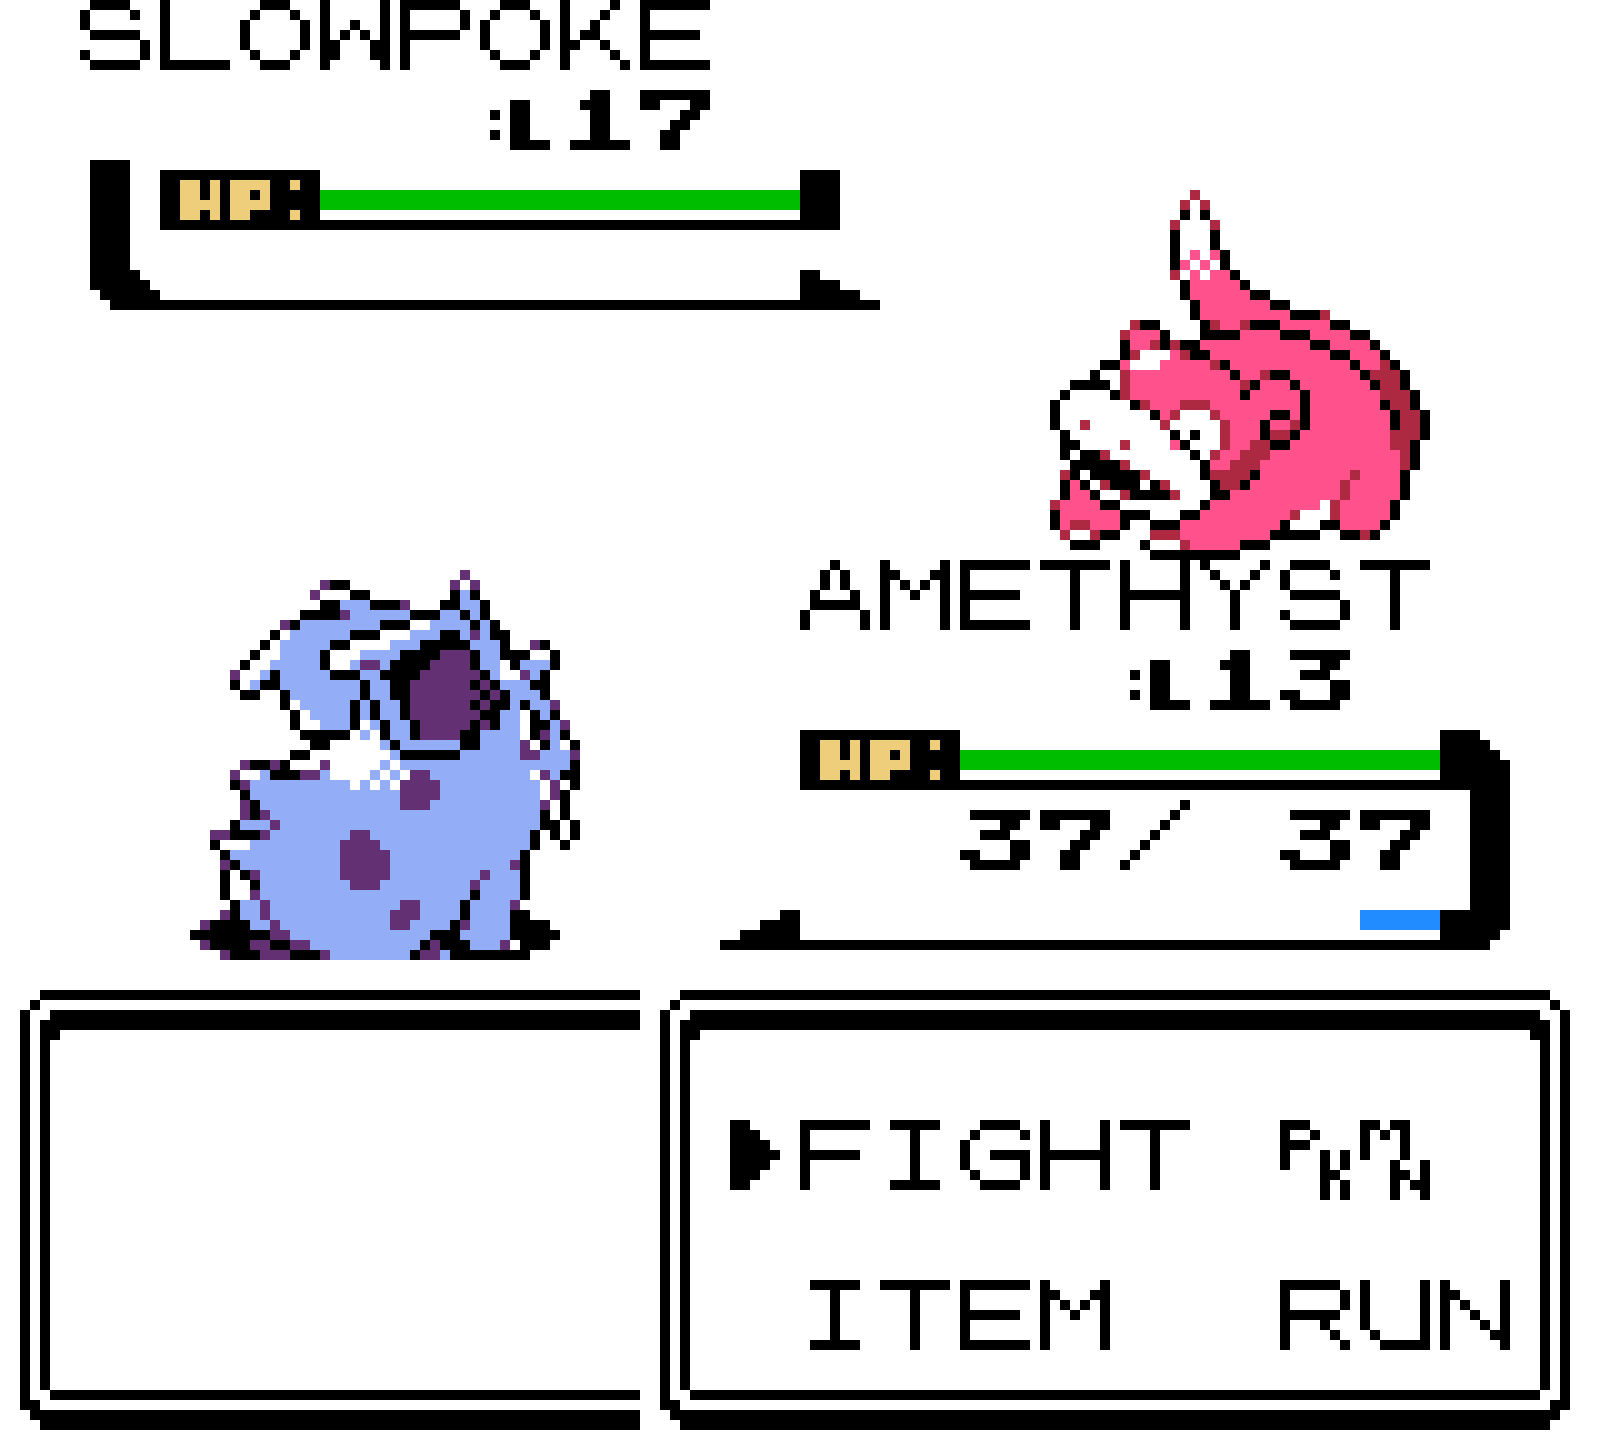 SLOWPOKE
:L17
HP:
AMETHYST
:L13
HP:
37/ 37
FIGHT PKMN
ITEM RUN